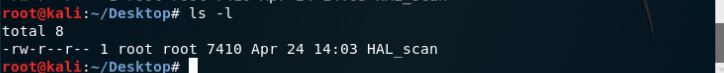 root@kali:~/Desktop# ls -l
total 8
-rw-r--r-- 1 root root 7410 Apr 24 14:03 HAL_scan
root@kali:~/Desktop#